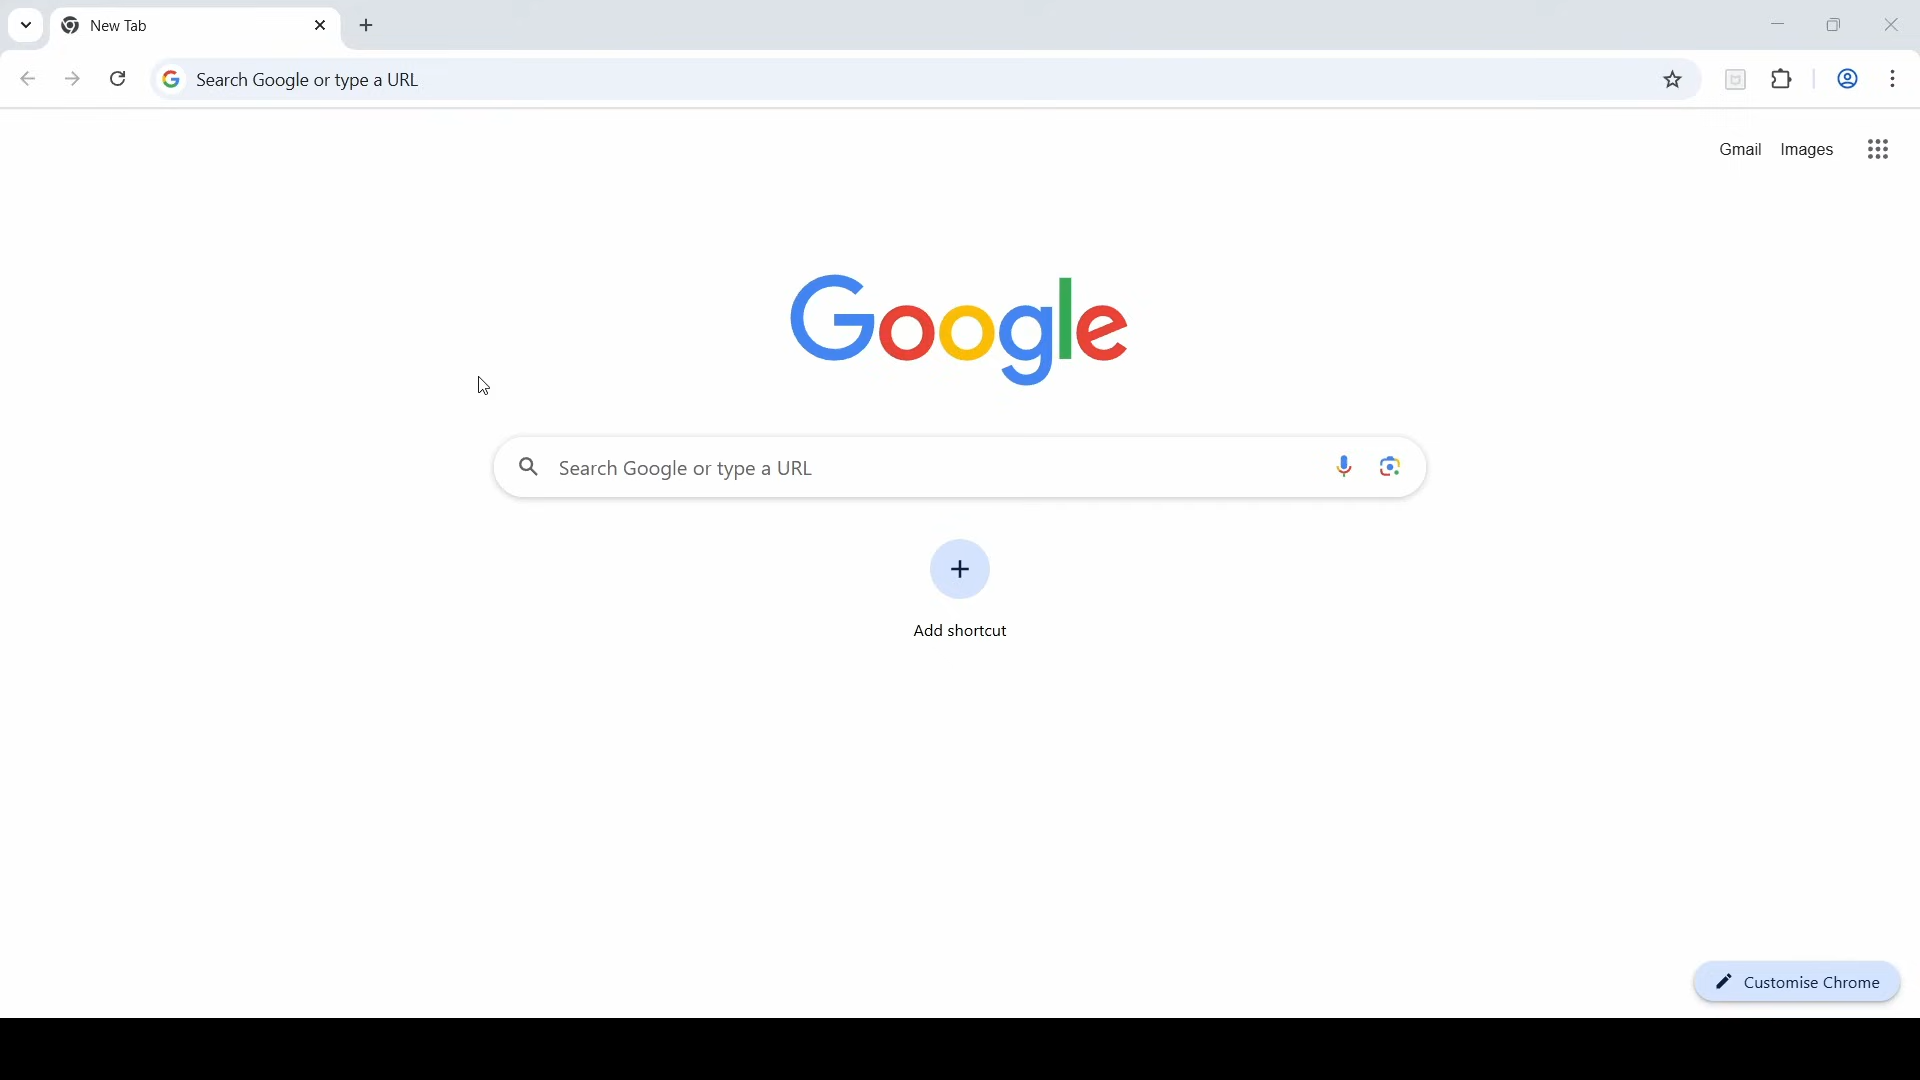 New Tab
Search Google or type a URL
Gmail Images
Google
Search Google or type a URL
Add shortcut
Customise Chrome